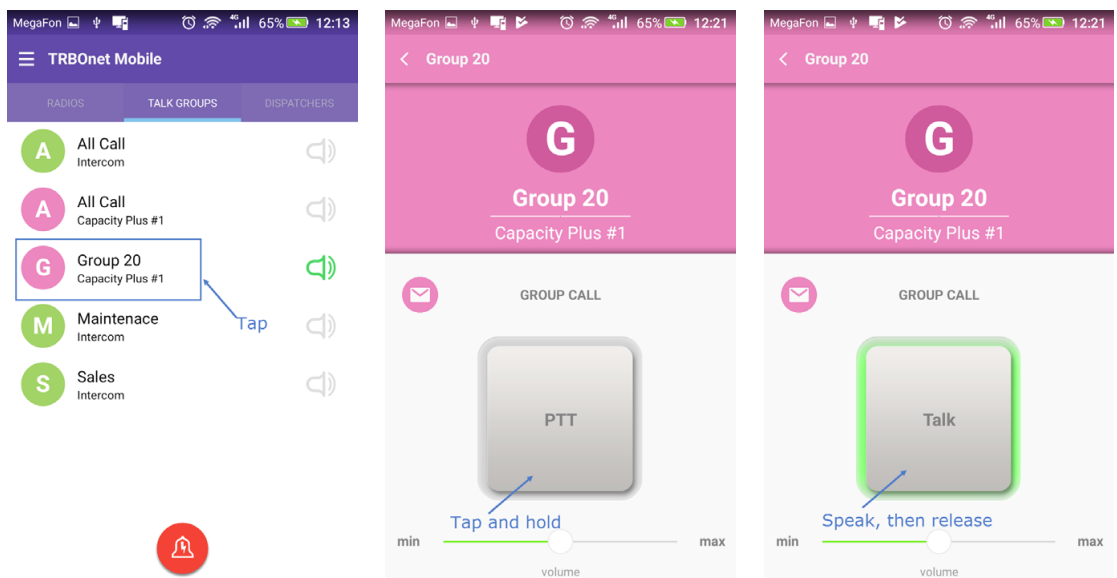 MegaFon 4G 65% 12:13
TRBOnet Mobile
RADIOS TALK GROUPS DISPATCHERS
A All Call
Intercom
A All Call
Capacity Plus #1
G Group 20
Capacity Plus #1
Tap
M Maintenace
Intercom
S Sales
Intercom
MegaFon 4G 65% 12:21
Group 20
G
Group 20
Capacity Plus #1
GROUP CALL
PTT
Tap and hold
min max
volume
MegaFon 4G 65% 12:21
Group 20
G
Group 20
Capacity Plus #1
GROUP CALL
Talk
Speak, then release
min max
volume